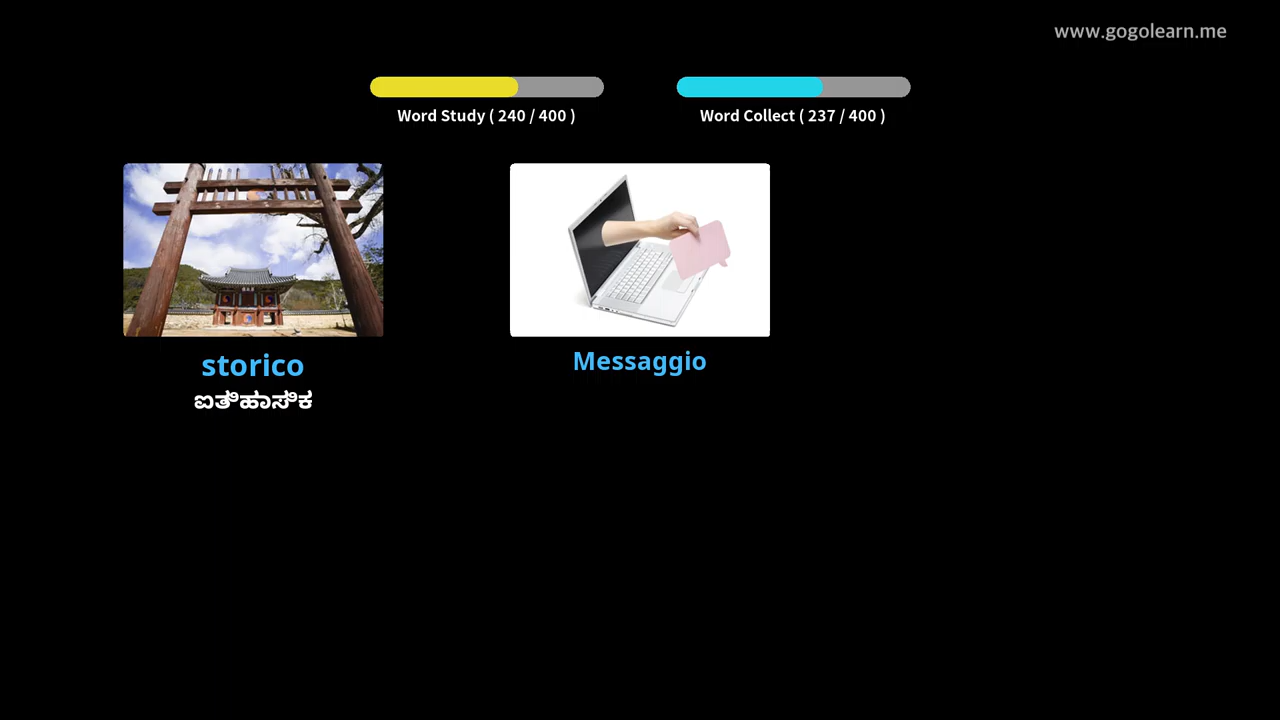 www.gogolearn.me
Word Study ( 240 / 400 )
Word Collect ( 237 / 400 )
storico
ಐತಿಹಾಸಿಕ
Messaggio